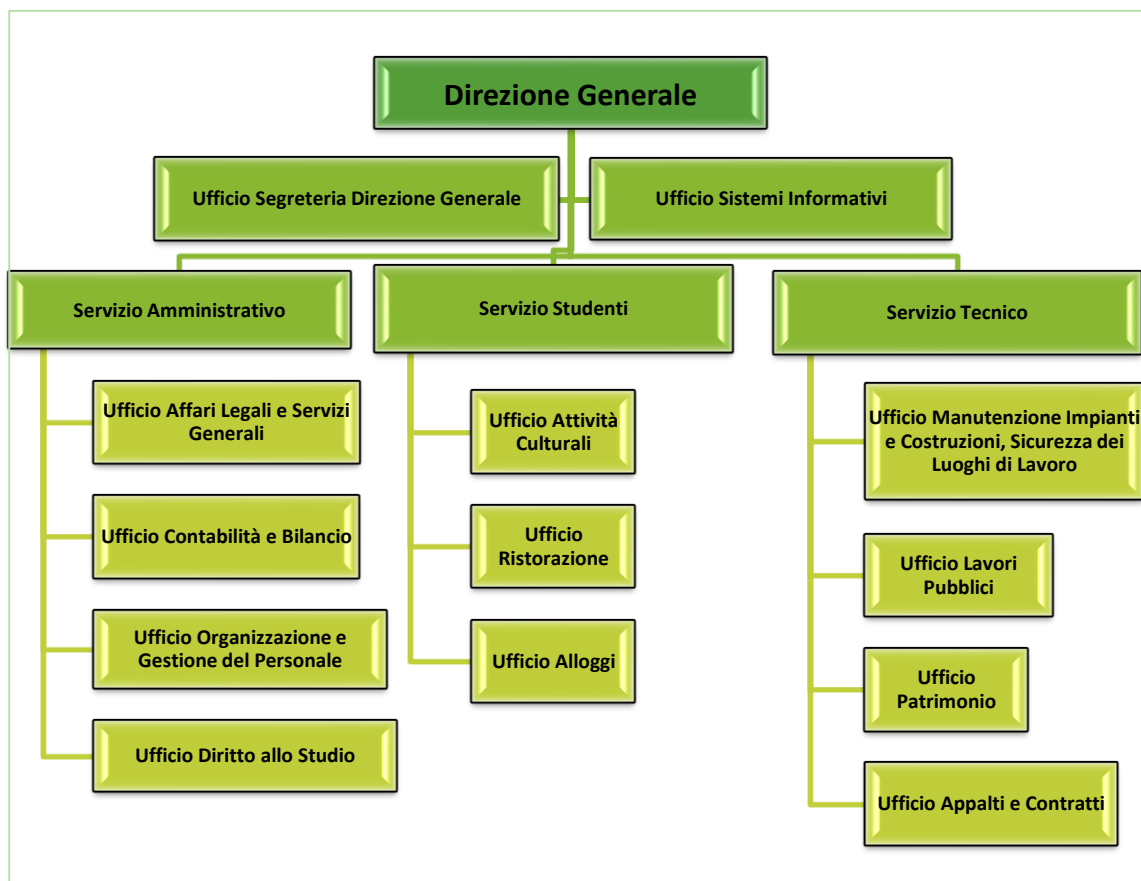 Direzione Generale
Ufficio Segreteria Direzione Generale
Ufficio Sistemi Informativi
Servizio Amministrativo
Servizio Studenti
Servizio Tecnico
Ufficio Affari Legali e Servizi
Generali
Ufficio Contabilità e Bilancio
Ufficio Organizzazione e
Gestione del Personale
Ufficio Diritto allo Studio
Ufficio Attività
Culturali
Ufficio
Ristorazione
Ufficio Alloggi
Ufficio Manutenzione Impianti
e Costruzioni, Sicurezza dei
Luoghi di Lavoro
Ufficio Lavori
Pubblici
Ufficio
Patrimonio
Ufficio Appalti e Contratti